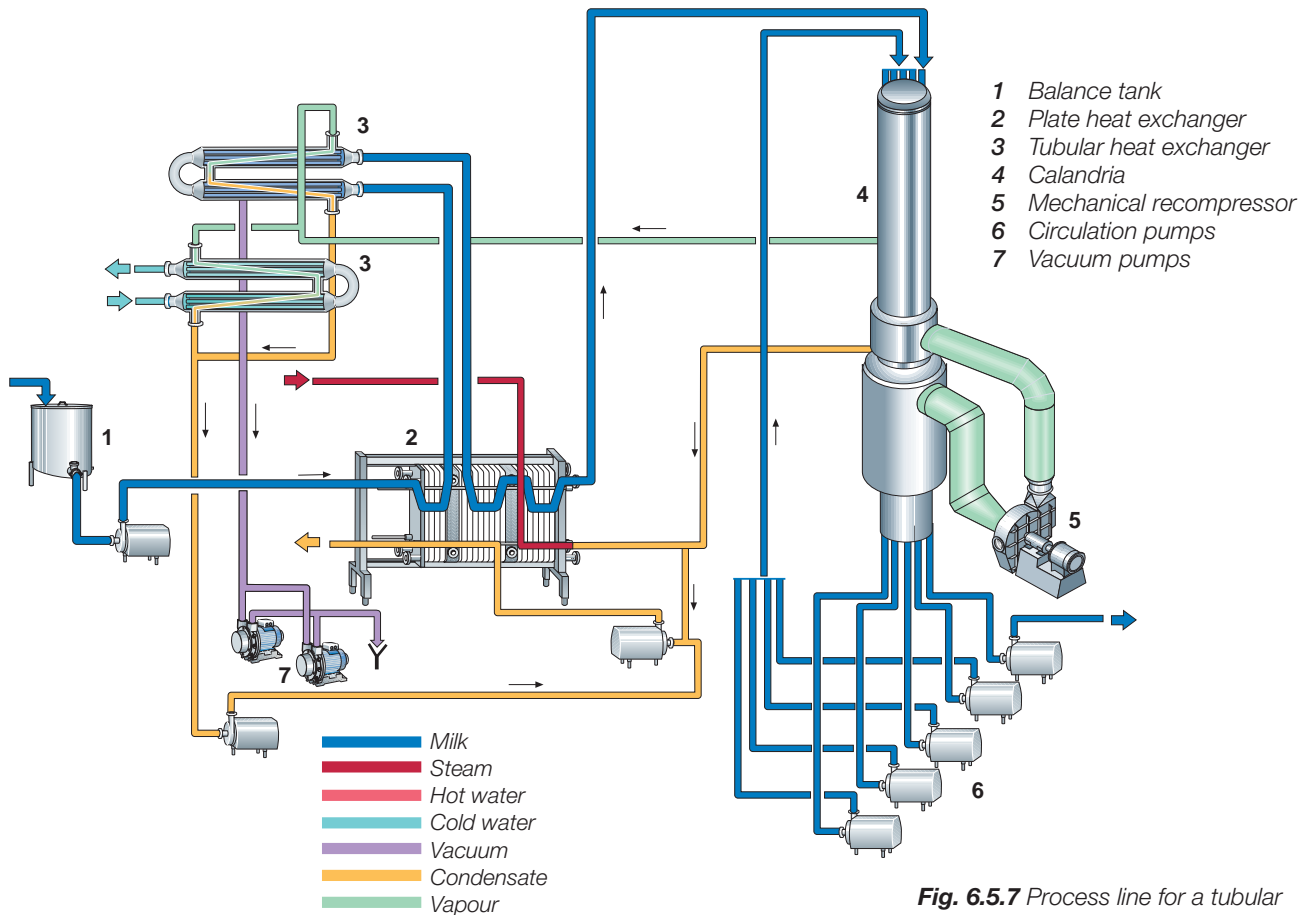 3
1 Balance tank
2 Plate heat exchanger
3 Tubular heat exchanger
4 Calandria
5 Mechanical recompressor
6 Circulation pumps
7 Vacuum pumps
4
3
2
1
5
7
6
Milk
Steam
Hot water
Cold water
Vacuum
Condensate
Vapour
Fig. 6.5.7 Process line for a tubular